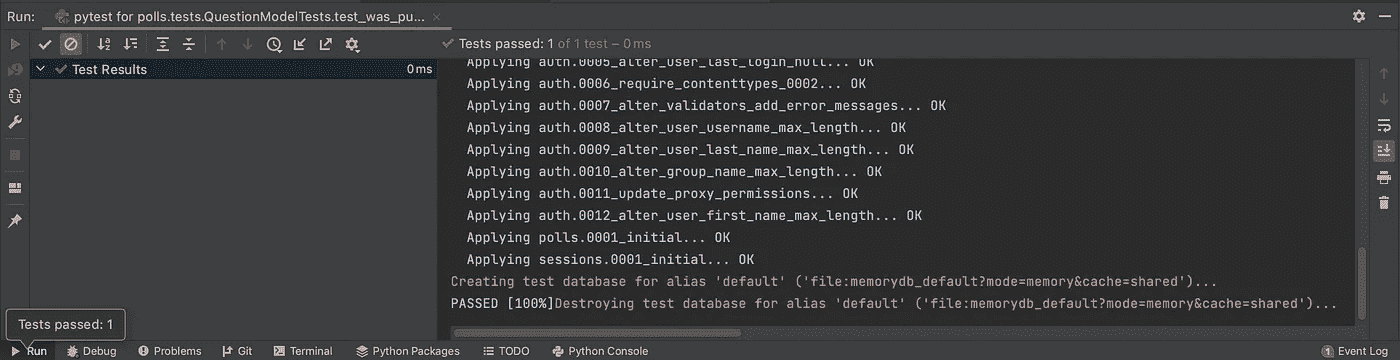 Run: pytest for polls.tests.QuestionModelTests.test_was_pu...
Tests passed: 1 of 1 test – 0 ms
Test Results 0 ms
Applying auth.0005_alter_user_last_login_null... OK
Applying auth.0006_require_contenttypes_0002... OK
Applying auth.0007_alter_validators_add_error_messages... OK
Applying auth.0008_alter_user_username_max_length... OK
Applying auth.0009_alter_user_last_name_max_length... OK
Applying auth.0010_alter_group_name_max_length... OK
Applying auth.0011_update_proxy_permissions... OK
Applying auth.0012_alter_user_first_name_max_length... OK
Applying polls.0001_initial... OK
Applying sessions.0001_initial... OK
Creating test database for alias 'default' ('file:memorydb_default?mode=memory&cache=shared')...
PASSED [100%]Destroying test database for alias 'default' ('file:memorydb_default?mode=memory&cache=shared')...
Tests passed: 1
Run Debug Problems Git Terminal Python Packages TODO Python Console 1 Event Log